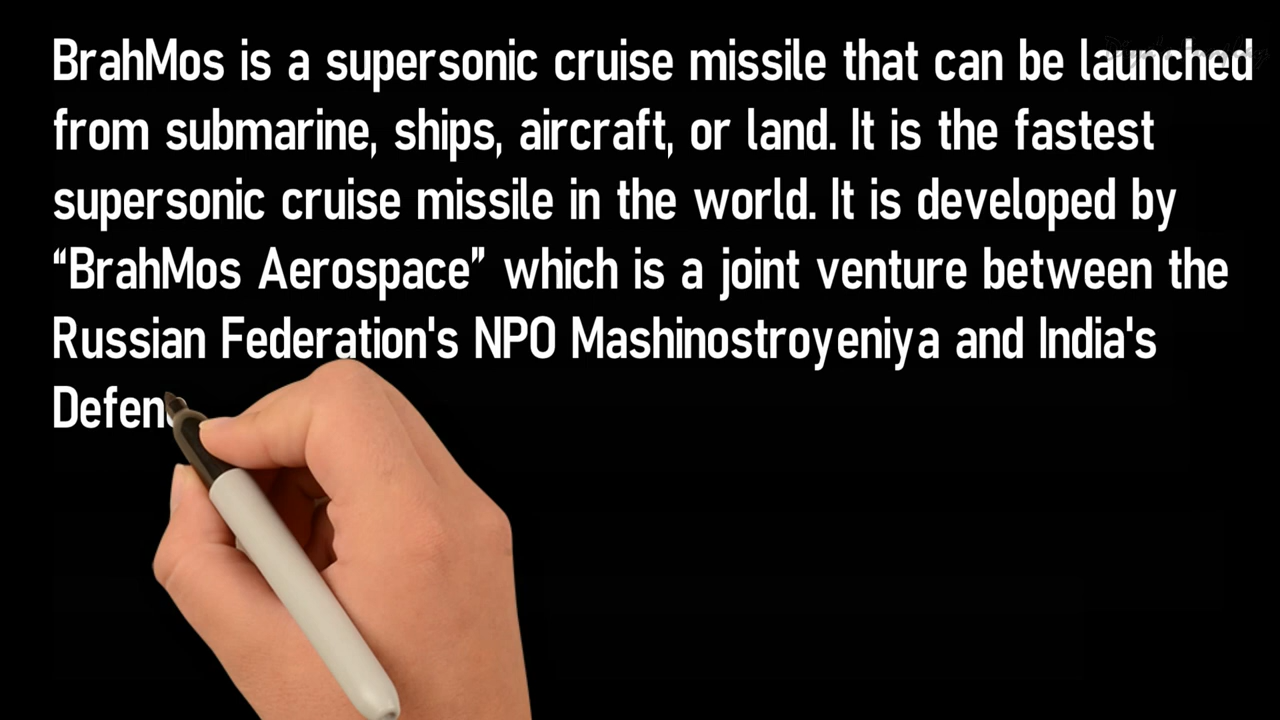 BrahMos is a supersonic cruise missile that can be launched
from submarine, ships, aircraft, or land. It is the fastest
supersonic cruise missile in the world. It is developed by
“BrahMos Aerospace” which is a joint venture between the
Russian Federation's NPO Mashinostroyeniya and India's
Defen